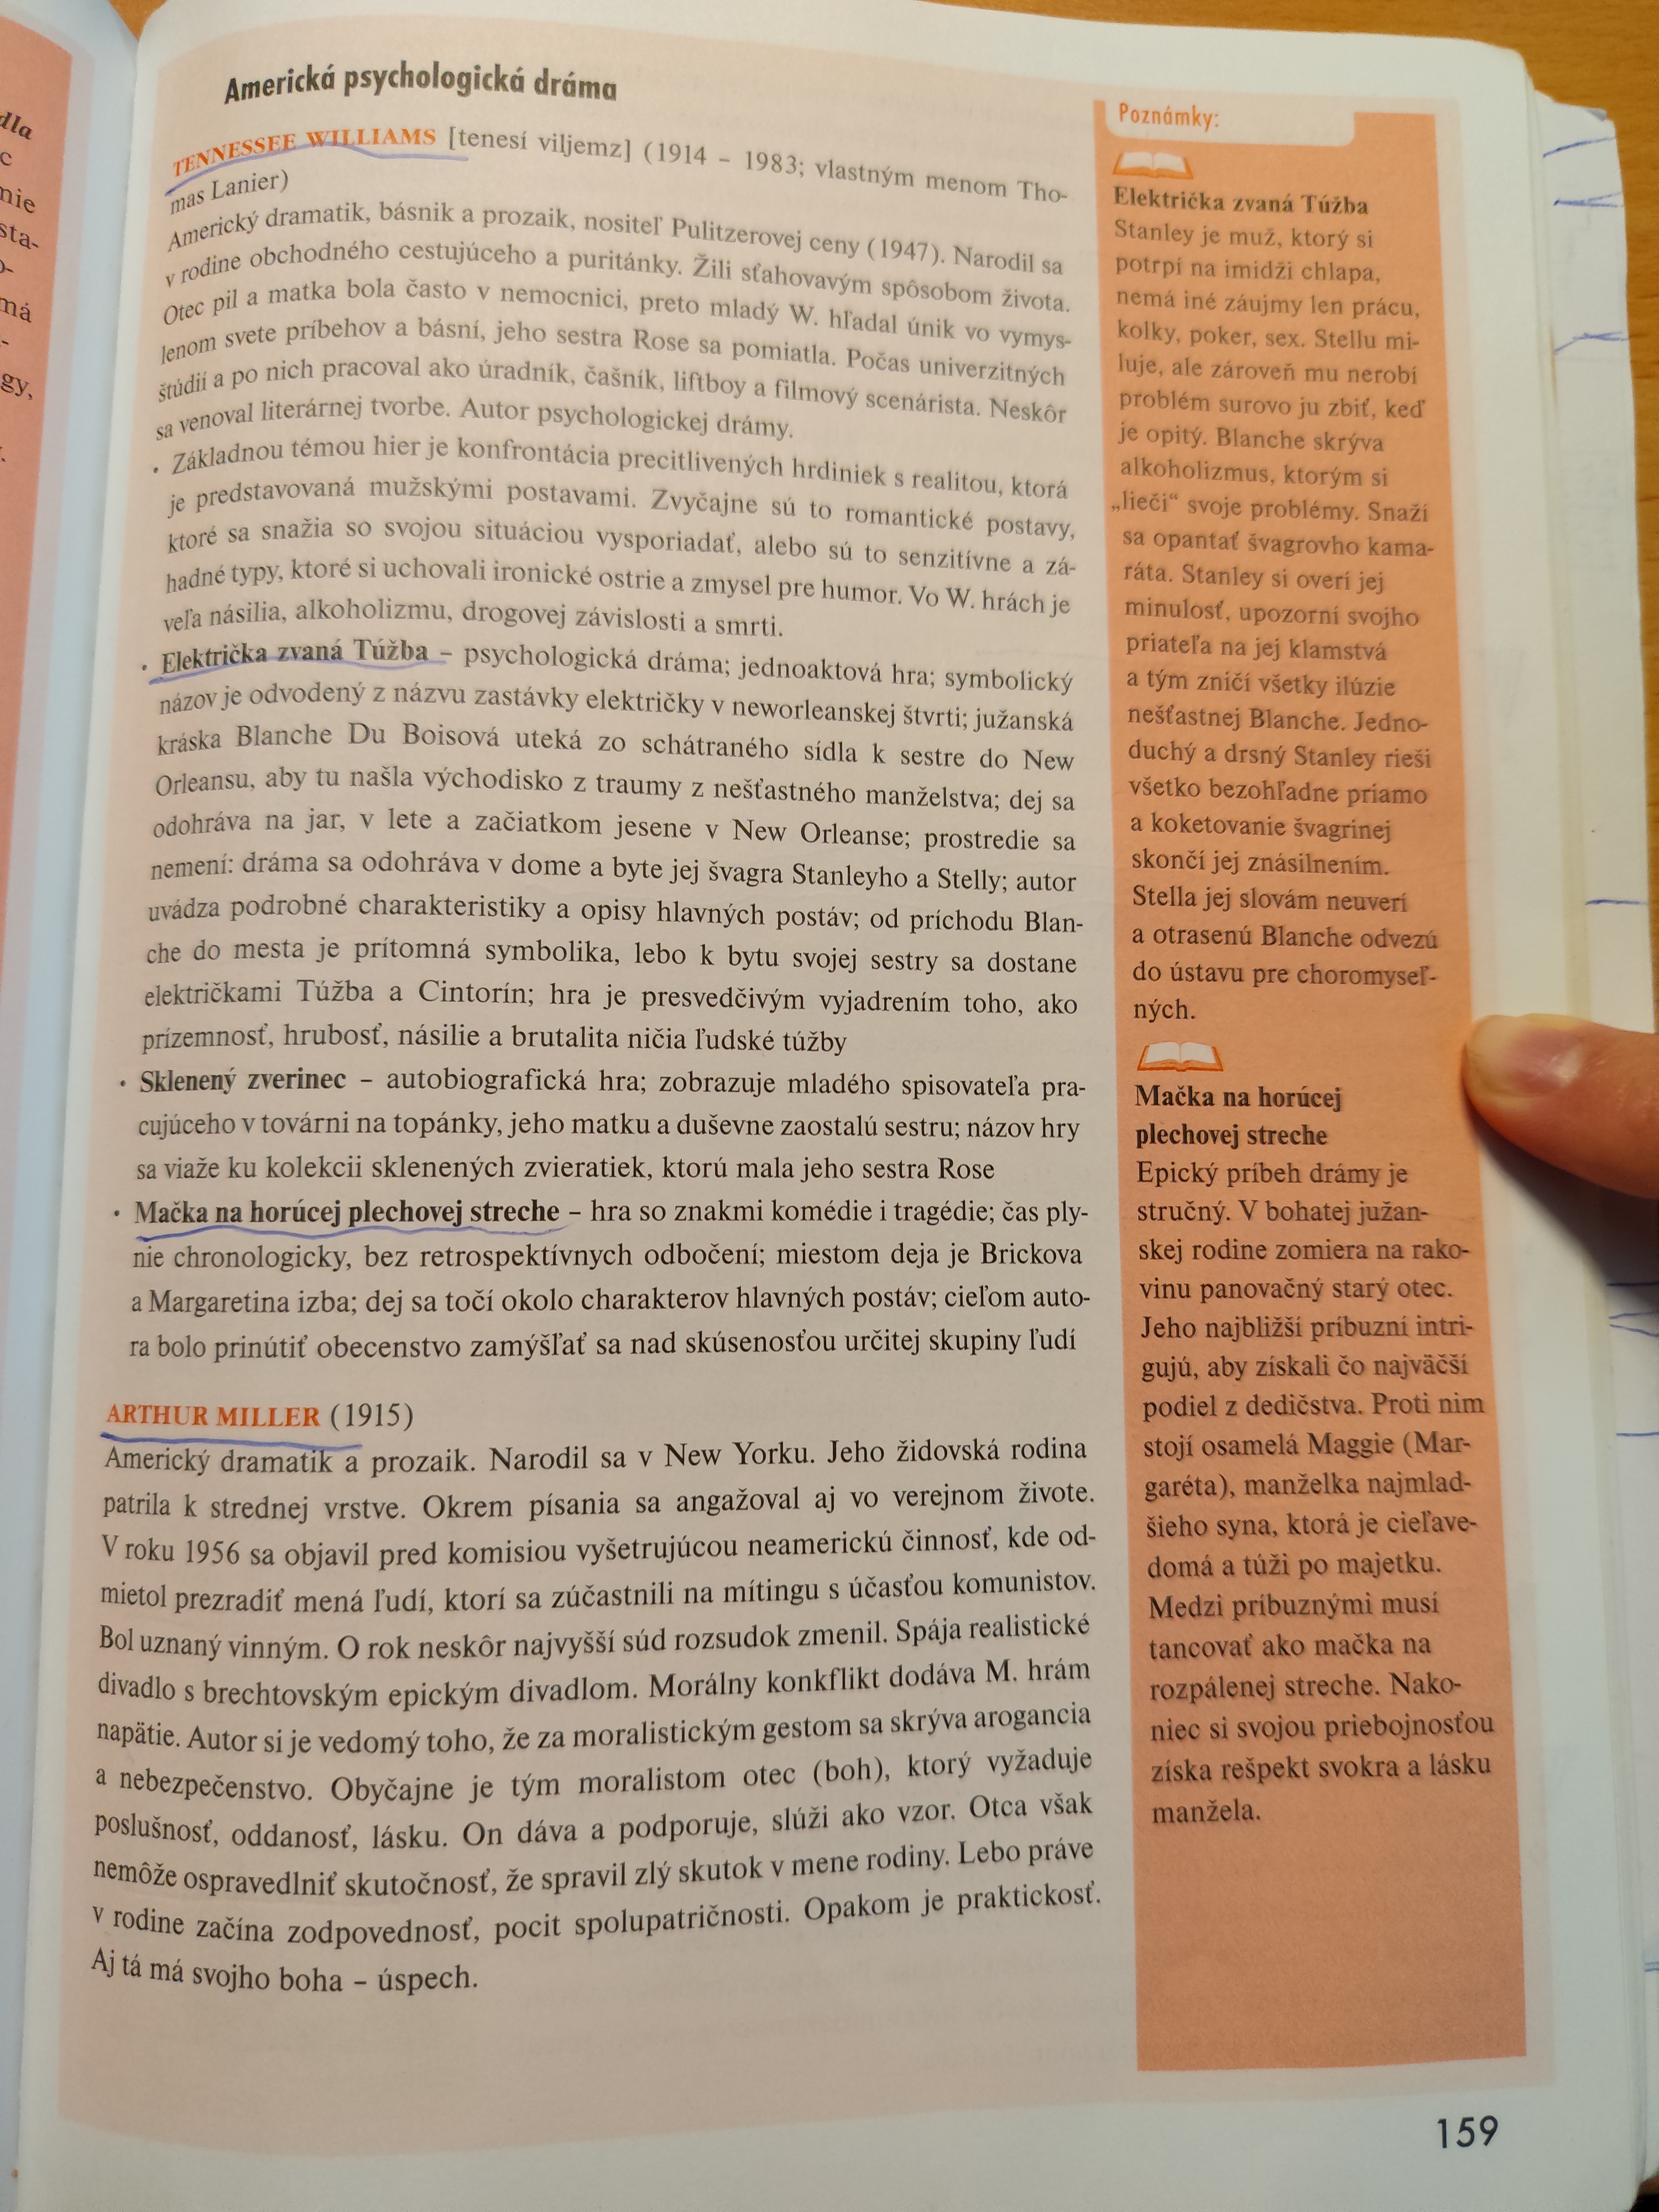 Americká psychologická dráma
TENNESSEE WILLIAMS [tenesí viljemz] (1914 – 1983; vlastným menom Tho-
mas Lanier)
Americký dramatik, básnik a prozaik, nositeľ Pulitzerovej ceny (1947). Narodil sa
v rodine obchodného cestujúceho a puritánky. Žili sťahovavým spôsobom života.
Otec pil a matka bola často v nemocnici, preto mladý W. hľadal únik vo vymys-
lenom svete príbehov a básní, jeho sestra Rose sa pomiatla. Počas univerzitných
štúdií a po nich pracoval ako úradník, čašník, liftboy a filmový scenárista. Neskôr
sa venoval literárnej tvorbe. Autor psychologickej drámy.
• Základnou témou hier je konfrontácia precitlivených hrdiniek s realitou, ktorá
je predstavovaná mužskými postavami. Zvyčajne sú to romantické postavy,
ktoré sa snažia so svojou situáciou vysporiadať, alebo sú to senzitívne a zá-
hadné typy, ktoré si uchovali ironické ostrie a zmysel pre humor. Vo W. hrách je
veľa násilia, alkoholizmu, drogovej závislosti a smrti.
• Električka zvaná Túžba – psychologická dráma; jednoaktová hra; symbolický
názov je odvodený z názvu zastávky električky v neworleanskej štvrti; južanská
kráska Blanche Du Boisová uteká zo schátraného sídla k sestre do New
Orleansu, aby tu našla východisko z traumy z nešťastného manželstva; dej sa
odohráva na jar, v lete a začiatkom jesene v New Orleanse; prostredie sa
nemení: dráma sa odohráva v dome a byte jej švagra Stanleyho a Stelly; autor
uvádza podrobné charakteristiky a opisy hlavných postáv; od príchodu Blan-
che do mesta je prítomná symbolika, lebo k bytu svojej sestry sa dostane
električkami Túžba a Cintorín; hra je presvedčivým vyjadrením toho, ako
prízemnosť, hrubosť, násilie a brutalita ničia ľudské túžby
• Sklenený zverinec – autobiografická hra; zobrazuje mladého spisovateľa pra-
cujúceho v továrni na topánky, jeho matku a duševne zaostalú sestru; názov hry
sa viaže ku kolekcii sklenených zvieratiek, ktorú mala jeho sestra Rose
• Mačka na horúcej plechovej streche – hra so znakmi komédie i tragédie; čas ply-
nie chronologicky, bez retrospektívnych odbočení; miestom deja je Brickova
a Margaretina izba; dej sa točí okolo charakterov hlavných postáv; cieľom auto-
ra bolo prinútiť obecenstvo zamýšľať sa nad skúsenosťou určitej skupiny ľudí
ARTHUR MILLER (1915)
Americký dramatik a prozaik. Narodil sa v New Yorku. Jeho židovská rodina
patrila k strednej vrstve. Okrem písania sa angažoval aj vo verejnom živote.
V roku 1956 sa objavil pred komisiou vyšetrujúcou neamerickú činnosť, kde od-
mietol prezradiť mená ľudí, ktorí sa zúčastnili na mítingu s účasťou komunistov.
Bol uznaný vinným. O rok neskôr najvyšší súd rozsudok zmenil. Spája realistické
divadlo s brechtovským epickým divadlom. Morálny konkflikt dodáva M. hrám
napätie. Autor si je vedomý toho, že za moralistickým gestom sa skrýva arogancia
a nebezpečenstvo. Obyčajne je tým moralistom otec (boh), ktorý vyžaduje
poslušnosť, oddanosť, lásku. On dáva a podporuje, slúži ako vzor. Otca však
nemôže ospravedlniť skutočnosť, že spravil zlý skutok v mene rodiny. Lebo práve
v rodine začína zodpovednosť, pocit spolupatričnosti. Opakom je praktickosť.
Aj tá má svojho boha – úspech.
Poznámky:
Električka zvaná Túžba
Stanley je muž, ktorý si
potrpí na imidži chlapa,
nemá iné záujmy len prácu,
kolky, poker, sex. Stellu mi-
luje, ale zároveň mu nerobí
problém surovo ju zbiť, keď
je opitý. Blanche skrýva
alkoholizmus, ktorým si
„lieči“ svoje problémy. Snaží
sa opantať švagrovho kama-
ráta. Stanley si overí jej
minulosť, upozorní svojho
priateľa na jej klamstvá
a tým zničí všetky ilúzie
nešťastnej Blanche. Jedno-
duchý a drsný Stanley rieši
všetko bezohľadne priamo
a koketovanie švagrinej
skončí jej znásilnením.
Stella jej slovám neuverí
a otrasenú Blanche odvezú
do ústavu pre choromyseľ-
ných.
Mačka na horúcej
plechovej streche
Epický príbeh drámy je
stručný. V bohatej južan-
skej rodine zomiera na rako-
vinu panovačný starý otec.
Jeho najbližší príbuzní intri-
gujú, aby získali čo najväčší
podiel z dedičstva. Proti nim
stojí osamelá Maggie (Mar-
garéta), manželka najmlad-
šieho syna, ktorá je cieľave-
domá a túži po majetku.
Medzi príbuznými musí
tancovať ako mačka na
rozpálenej streche. Nako-
niec si svojou priebojnosťou
získa rešpekt svokra a lásku
manžela.
159